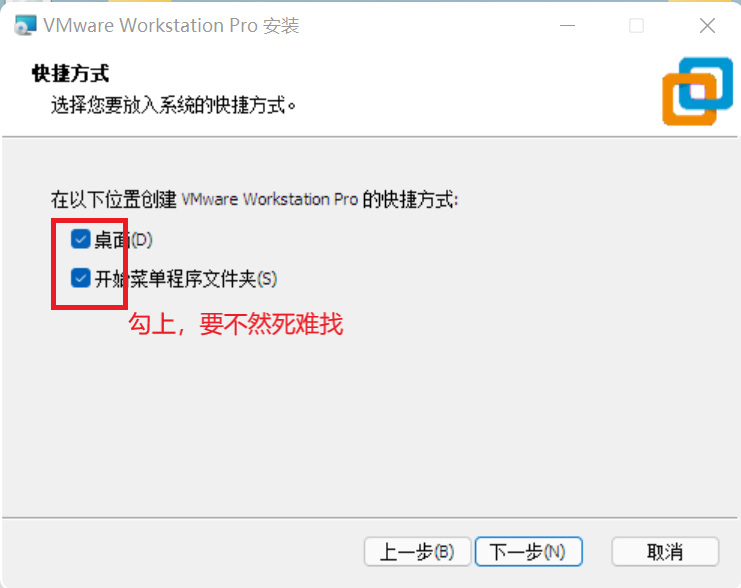 VMware Workstation Pro 安装
快捷方式
选择您要放入系统的快捷方式。
在以下位置创建 VMware Workstation Pro 的快捷方式:
桌面(D)
开始菜单程序文件夹(S)
勾上，要不然死难找
上一步(B) 下一步(N) 取消